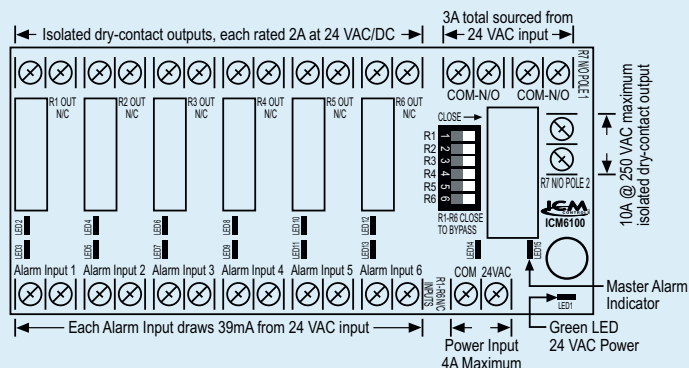 Isolated dry-contact outputs, each rated 2A at 24 VAC/DC
3A total sourced from
24 VAC input
R1 OUT
N/C
R2 OUT
N/C
R3 OUT
N/C
R4 OUT
N/C
R5 OUT
N/C
R6 OUT
N/C
COM-N/O
COM-N/O
R7 N/O POLE 1
CLOSE
R1
R2
R3
R4
R5
R6
1
2
3
4
5
6
R1-R6 CLOSE
TO BYPASS
R7 N/O POLE 2
10A @ 250 VAC maximum
isolated dry-contact output
ICM
CONTROLS
ICM6100
LED2
LED3
LED4
LED5
LED6
LED7
LED8
LED9
LED10
LED11
LED12
LED13
LED14
LED15
Alarm Input 1
Alarm Input 2
Alarm Input 3
Alarm Input 4
Alarm Input 5
Alarm Input 6
R1-R6/N/C
INPUTS
COM
24VAC
LED1
Master Alarm
Indicator
Each Alarm Input draws 39mA from 24 VAC input
Power Input
4A Maximum
Green LED
24 VAC Power